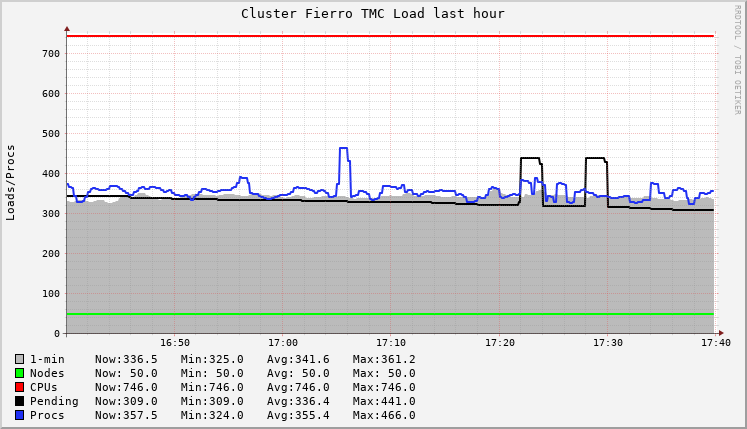 Cluster Fierro TMC Load last hour
RRDTOOL / TOBI OETIKER
Loads/Procs
700
600
500
400
300
200
100
0
16:50 17:00 17:10 17:20 17:30 17:40
1-min Now:336.5 Min:325.0 Avg:341.6 Max:361.2
Nodes Now: 50.0 Min: 50.0 Avg: 50.0 Max: 50.0
CPUs Now:746.0 Min:746.0 Avg:746.0 Max:746.0
Pending Now:309.0 Min:309.0 Avg:336.4 Max:441.0
Procs Now:357.5 Min:324.0 Avg:355.4 Max:466.0